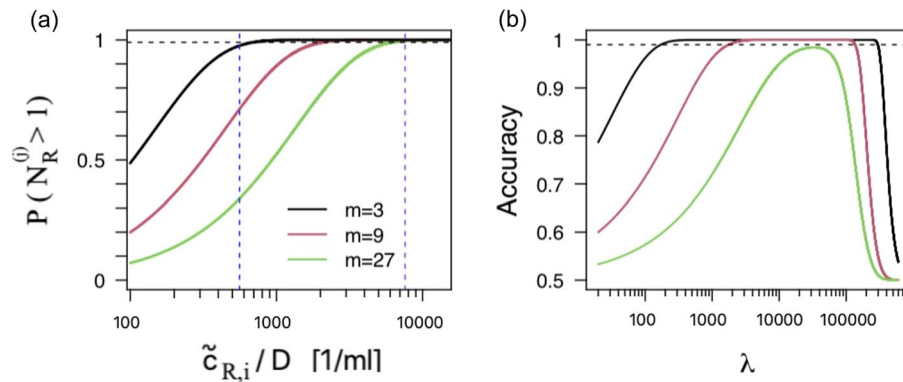 (a)
P ( N_R^{(j)} > 1 )
1
0.5
0
m=3
m=9
m=27
100
1000
10000
c̃_{R,i} / D [1/ml]
(b)
Accuracy
1
0.9
0.8
0.7
0.6
0.5
100
1000
10000
100000
λ